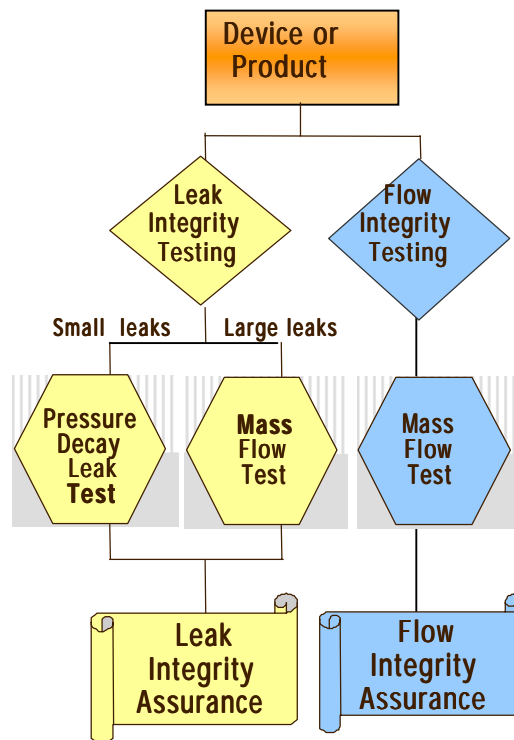 Device or
Product
Leak
Integrity
Testing
Flow
Integrity
Testing
Small leaks
Large leaks
Pressure
Decay
Leak
Test
Mass
Flow
Test
Mass
Flow
Test
Leak
Integrity
Assurance
Flow
Integrity
Assurance